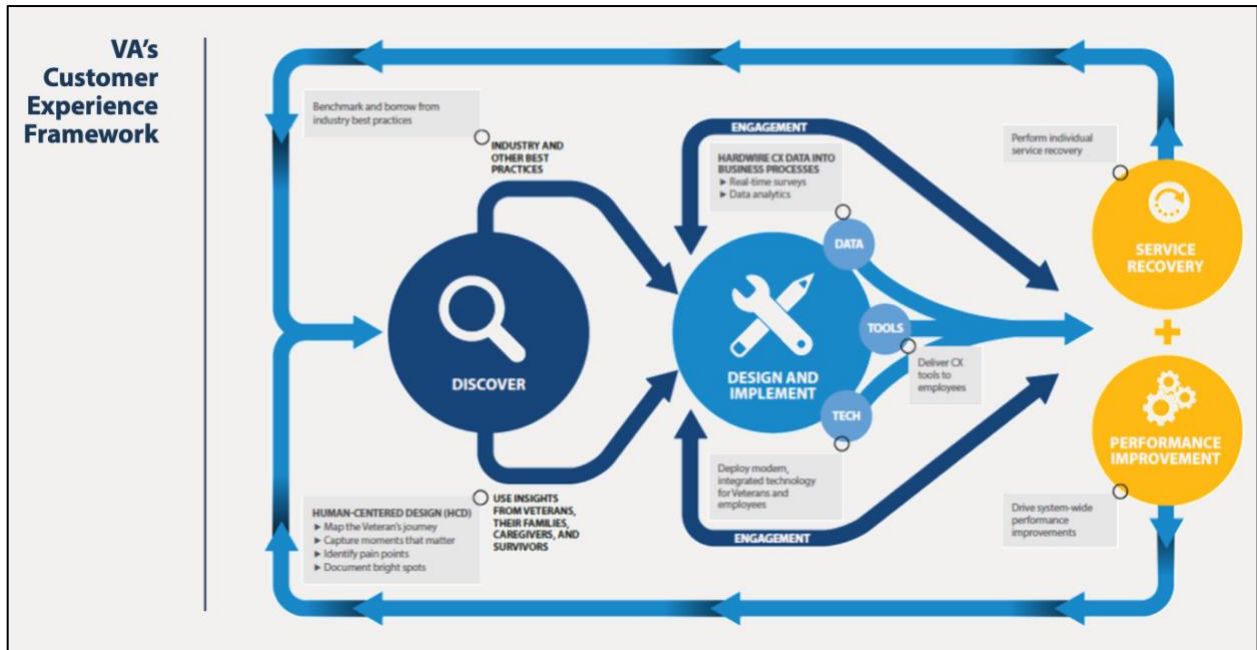 VA's
Customer
Experience
Framework
Benchmark and borrow from
industry best practices
INDUSTRY AND
OTHER BEST
PRACTICES
DISCOVER
HUMAN-CENTERED DESIGN (HCD)
► Map the Veteran's journey
► Capture moments that matter
► Identify pain points
► Document bright spots
USE INSIGHTS
FROM VETERANS,
THEIR FAMILIES,
CAREGIVERS, AND
SURVIVORS
ENGAGEMENT
HARDWIRE CX DATA INTO
BUSINESS PROCESSES
► Real-time surveys
► Data analytics
DATA
TOOLS
TECH
DESIGN AND
IMPLEMENT
Deliver CX
tools to
employees
Deploy modern,
integrated technology
for Veterans and
employees
ENGAGEMENT
Perform individual
service recovery
SERVICE
RECOVERY
+
PERFORMANCE
IMPROVEMENT
Drive system-wide
performance
improvements